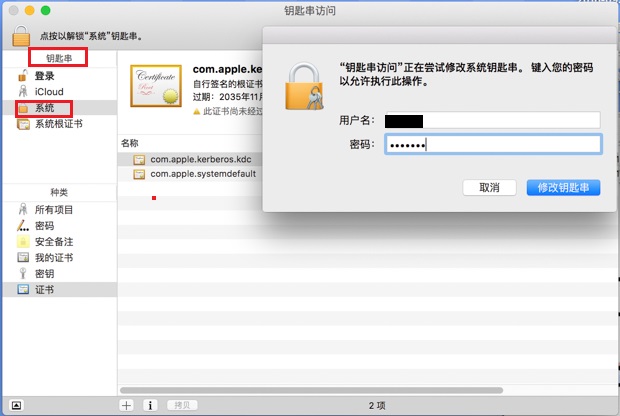 钥匙串访问
点按以解锁“系统”钥匙串。
钥匙串
登录
iCloud
系统
系统根证书
Certificate
com.apple.ke
自行签名的根证书
过期：2035年11月
此证书尚未经过
名称
com.apple.kerberos.kdc
com.apple.systemdefault
种类
所有项目
密码
安全备注
我的证书
密钥
证书
“钥匙串访问”正在尝试修改系统钥匙串。 键入您的密码
以允许执行此操作。
用户名：
密码：
取消
修改钥匙串
拷贝
2 项